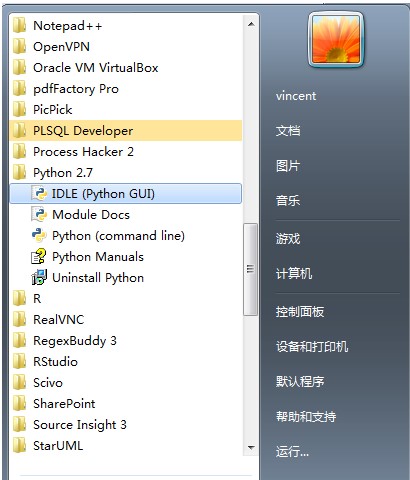 Notepad++
OpenVPN
Oracle VM VirtualBox
pdfFactory Pro
PicPick
PLSQL Developer
Process Hacker 2
Python 2.7
IDLE (Python GUI)
Module Docs
Python (command line)
Python Manuals
Uninstall Python
R
RealVNC
RegexBuddy 3
RStudio
Scivo
SharePoint
Source Insight 3
StarUML
vincent
文档
图片
音乐
游戏
计算机
控制面板
设备和打印机
默认程序
帮助和支持
运行...